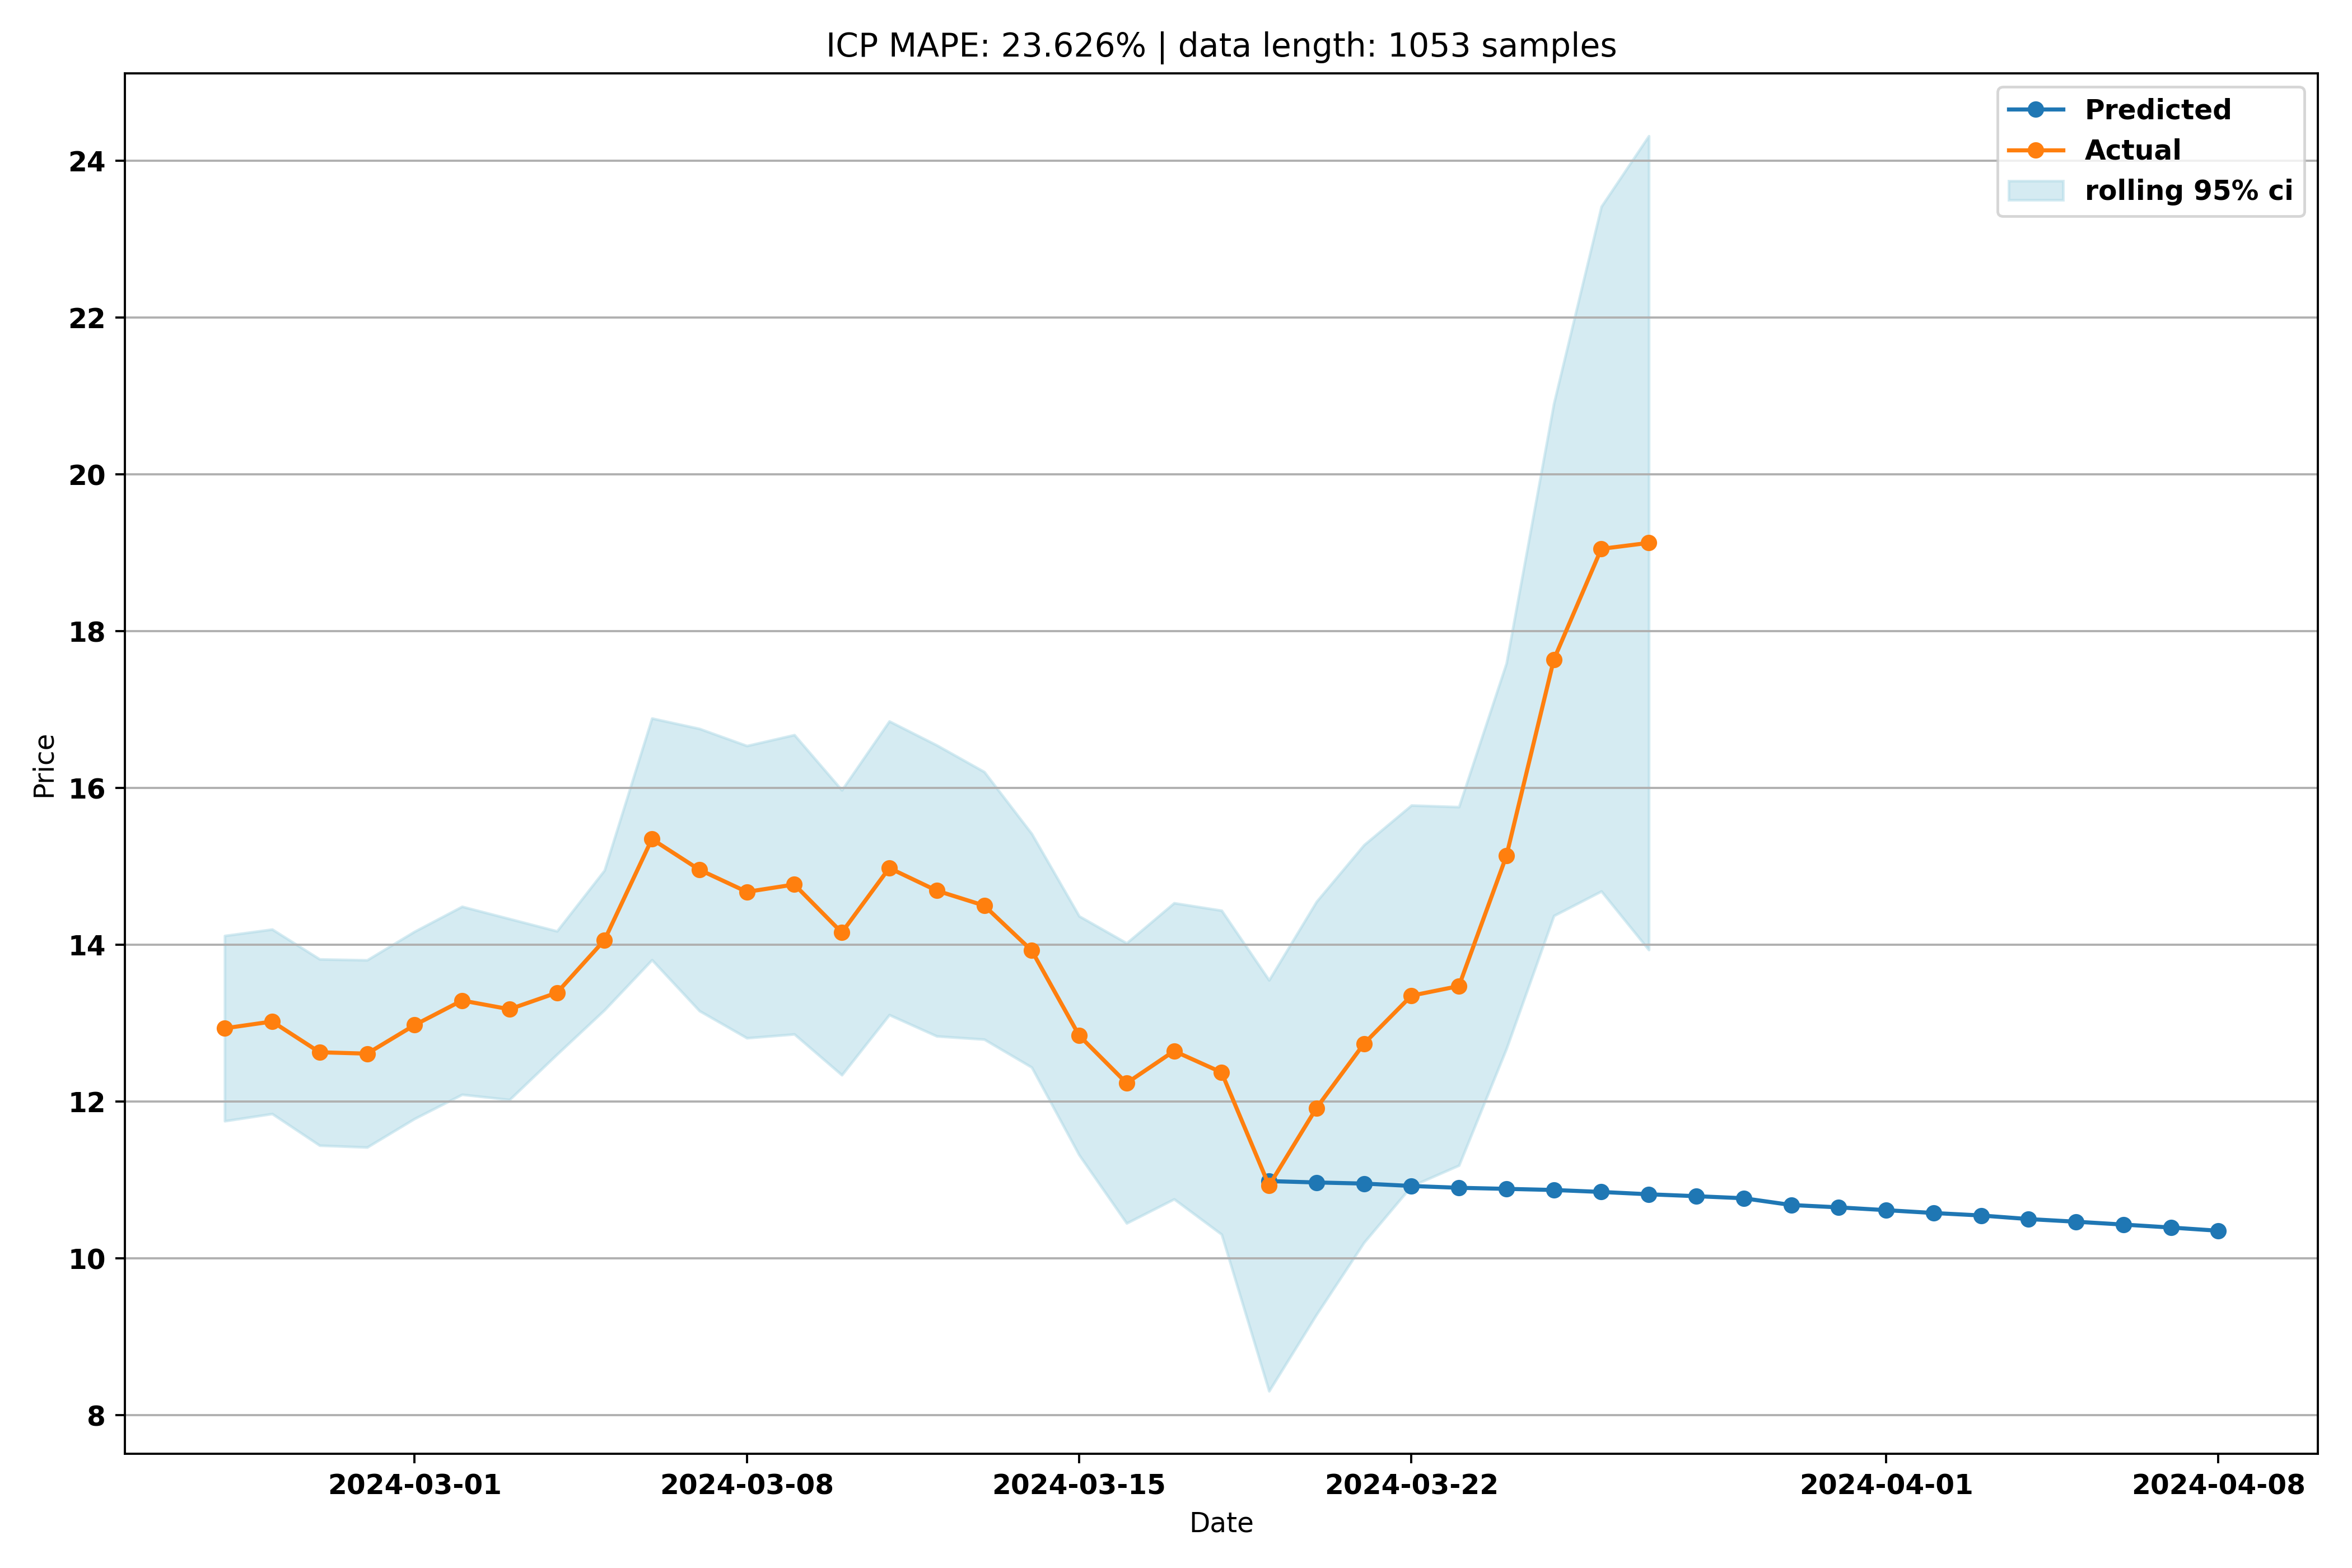 ICP MAPE: 23.626% | data length: 1053 samples
Predicted
Actual
rolling 95% ci
24
22
20
18
16
14
12
10
8
Price
2024-03-01
2024-03-08
2024-03-15
2024-03-22
2024-04-01
2024-04-08
Date